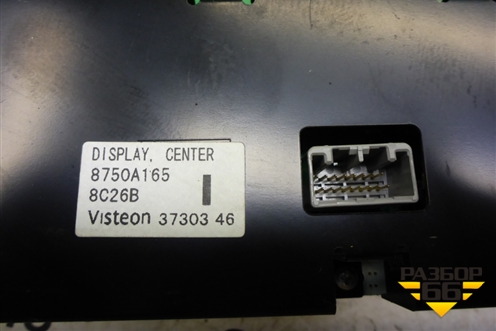 DISPLAY, CENTER
8750A165
8C26B
Visteon 37303 46
РАЗБОР
66